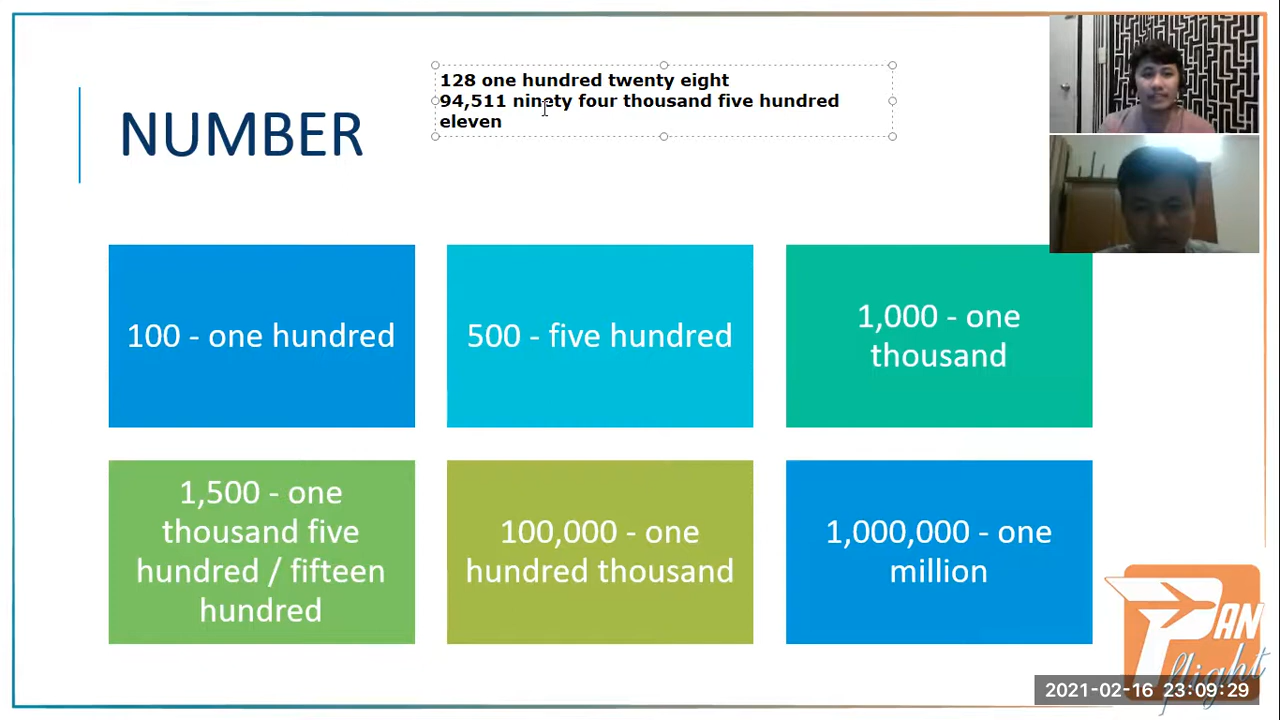 128 one hundred twenty eight
94,511 ninety four thousand five hundred
eleven
NUMBER
100 - one hundred
500 - five hundred
1,000 - one
thousand
1,500 - one
thousand five
hundred / fifteen
hundred
100,000 - one
hundred thousand
1,000,000 - one
million
PAN
flight
2021-02-16 23:09:29